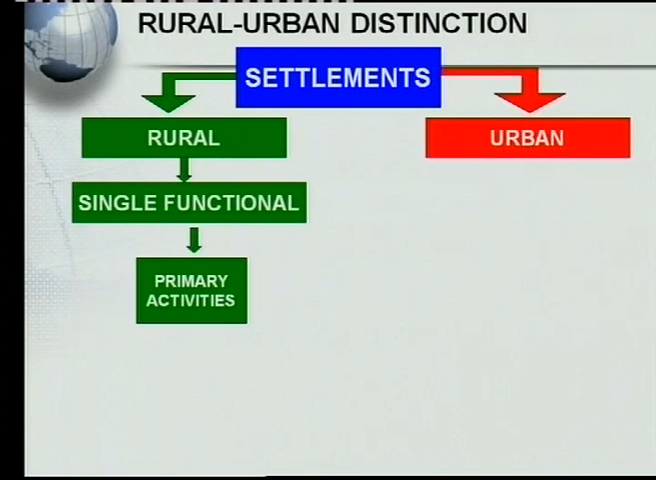 RURAL-URBAN DISTINCTION
SETTLEMENTS
RURAL
URBAN
SINGLE FUNCTIONAL
PRIMARY
ACTIVITIES